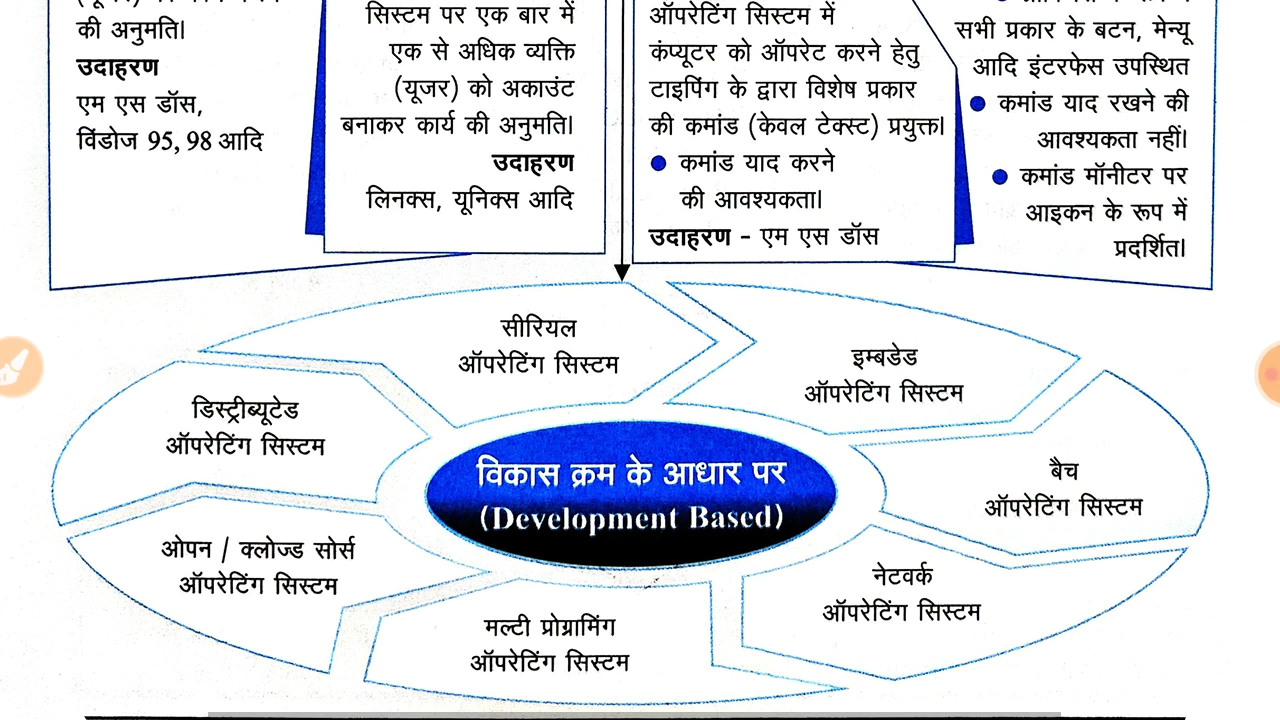 की अनुमति।
उदाहरण
एम एस डॉस,
विंडोज 95, 98 आदि
सिस्टम पर एक बार में
एक से अधिक व्यक्ति
(यूजर) को अकाउंट
बनाकर कार्य की अनुमति।
उदाहरण
लिनक्स, यूनिक्स आदि
ऑपरेटिंग सिस्टम में
कंप्यूटर को ऑपरेट करने हेतु
टाइपिंग के द्वारा विशेष प्रकार
की कमांड (केवल टेक्स्ट) प्रयुक्त।
● कमांड याद करने
की आवश्यकता।
उदाहरण - एम एस डॉस
सभी प्रकार के बटन, मेन्यू
आदि इंटरफेस उपस्थित
● कमांड याद रखने की
आवश्यकता नहीं।
● कमांड मॉनीटर पर
आइकन के रूप में
प्रदर्शित।
सीरियल
ऑपरेटिंग सिस्टम
इम्बडेड
ऑपरेटिंग सिस्टम
डिस्ट्रीब्यूटेड
ऑपरेटिंग सिस्टम
विकास क्रम के आधार पर
(Development Based)
बैच
ऑपरेटिंग सिस्टम
ओपन / क्लोज्ड सोर्स
ऑपरेटिंग सिस्टम
नेटवर्क
ऑपरेटिंग सिस्टम
मल्टी प्रोग्रामिंग
ऑपरेटिंग सिस्टम